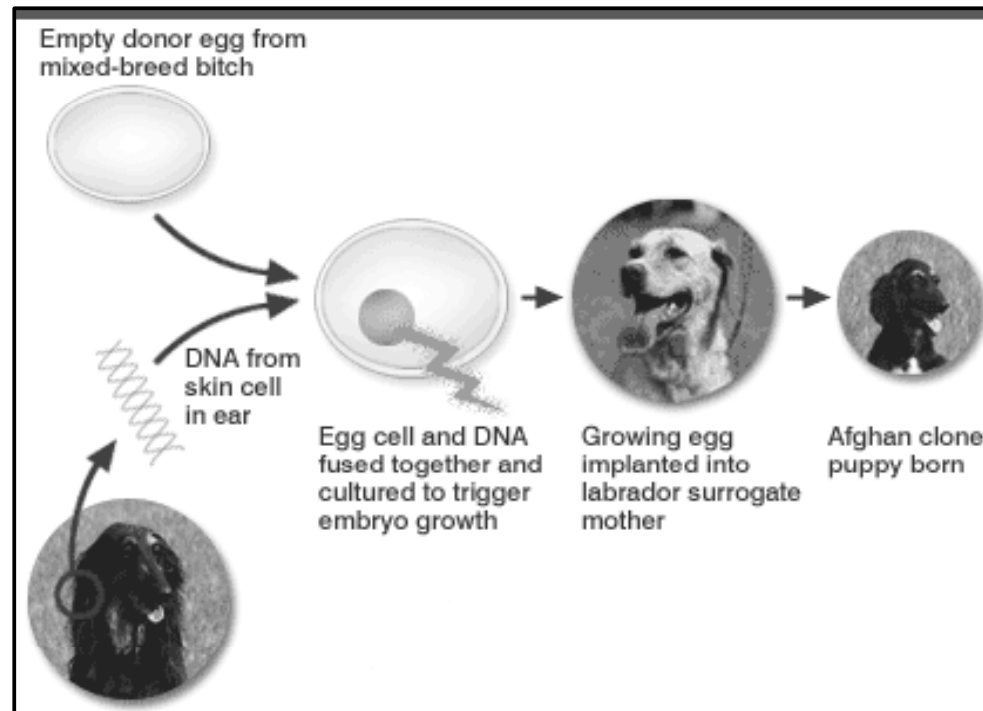 Empty donor egg from
mixed-breed bitch
DNA from
skin cell
in ear
Egg cell and DNA
fused together and
cultured to trigger
embryo growth
Growing egg
implanted into
labrador surrogate
mother
Afghan clone
puppy born